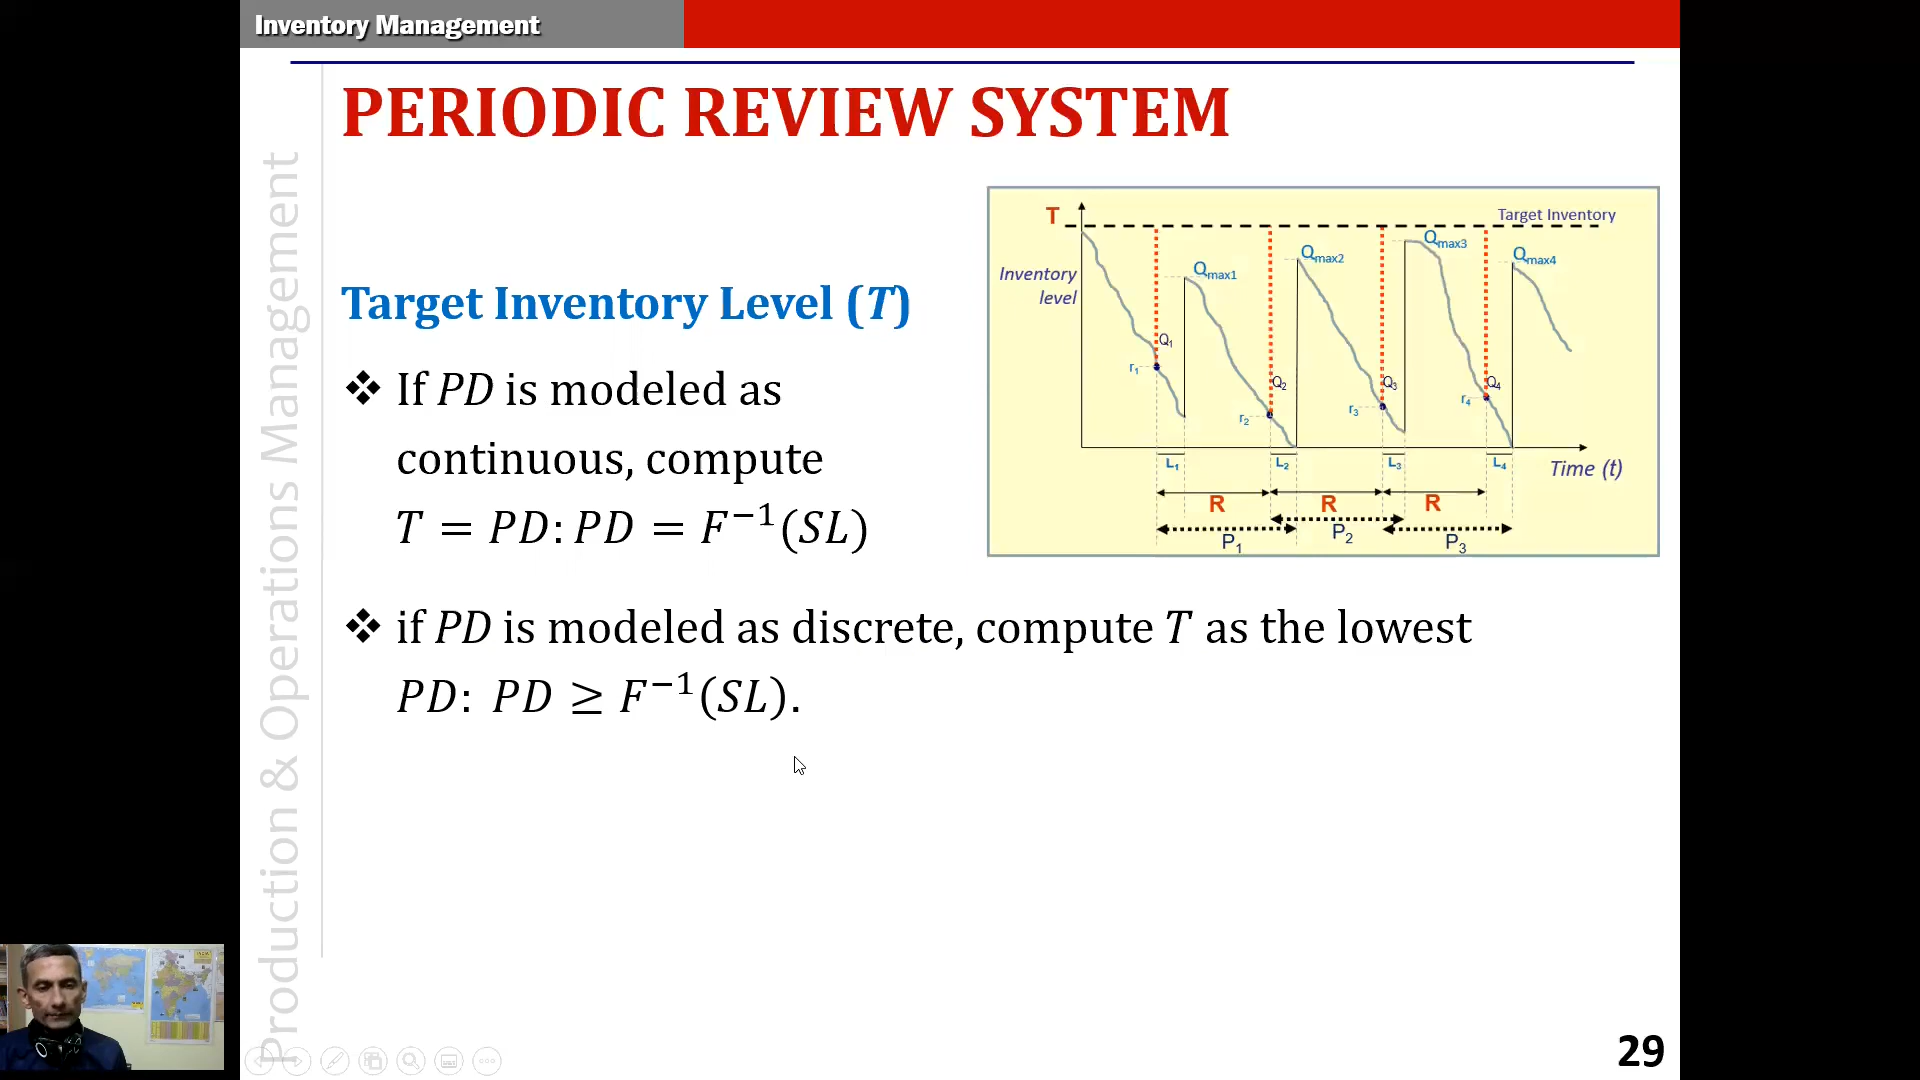 Inventory Management
PERIODIC REVIEW SYSTEM
Production & Operations Management
Target Inventory Level (T)
❖ If PD is modeled as
continuous, compute
T = PD: PD = F⁻¹(SL)
❖ if PD is modeled as discrete, compute T as the lowest
PD: PD ≥ F⁻¹(SL).
T
Target Inventory
Inventory
level
Qmax1
Qmax2
Qmax3
Qmax4
Q1
Q2
Q3
Q4
r1
r2
r3
r4
L1
L2
L3
L4
Time (t)
R
R
R
P1
P2
P3
29